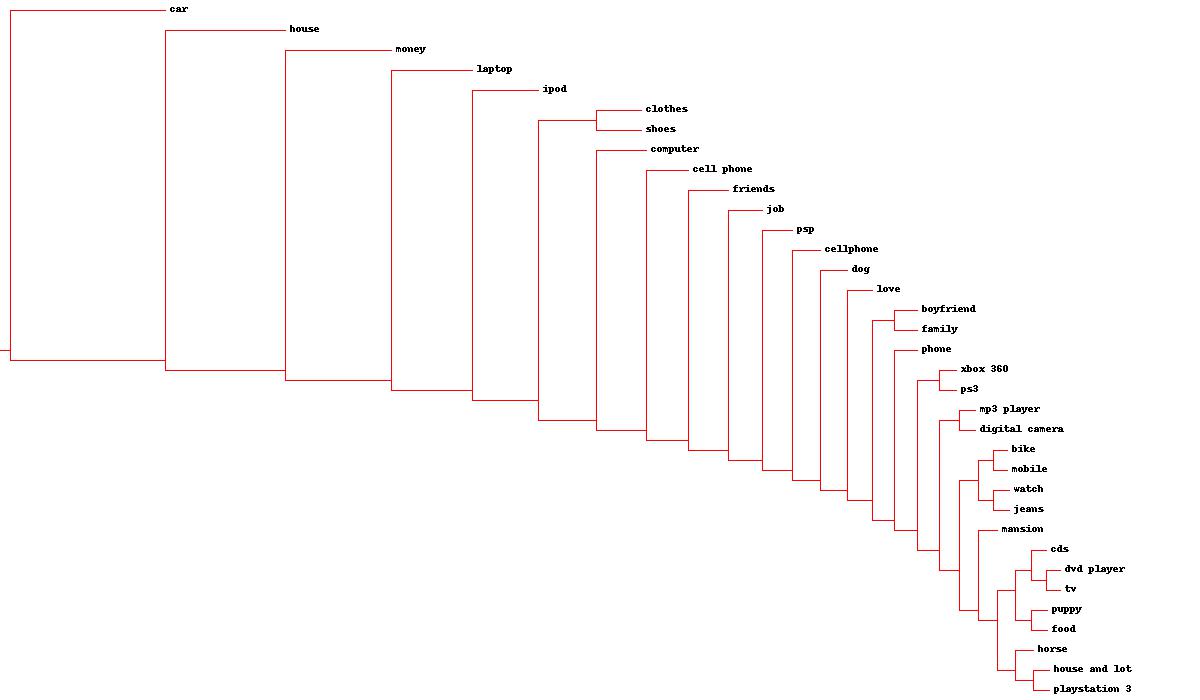 car
house
money
laptop
ipod
clothes
shoes
computer
cell phone
friends
job
psp
cellphone
dog
love
boyfriend
family
phone
xbox 360
ps3
mp3 player
digital camera
bike
mobile
watch
jeans
mansion
cds
dvd player
tv
puppy
food
horse
house and lot
playstation 3